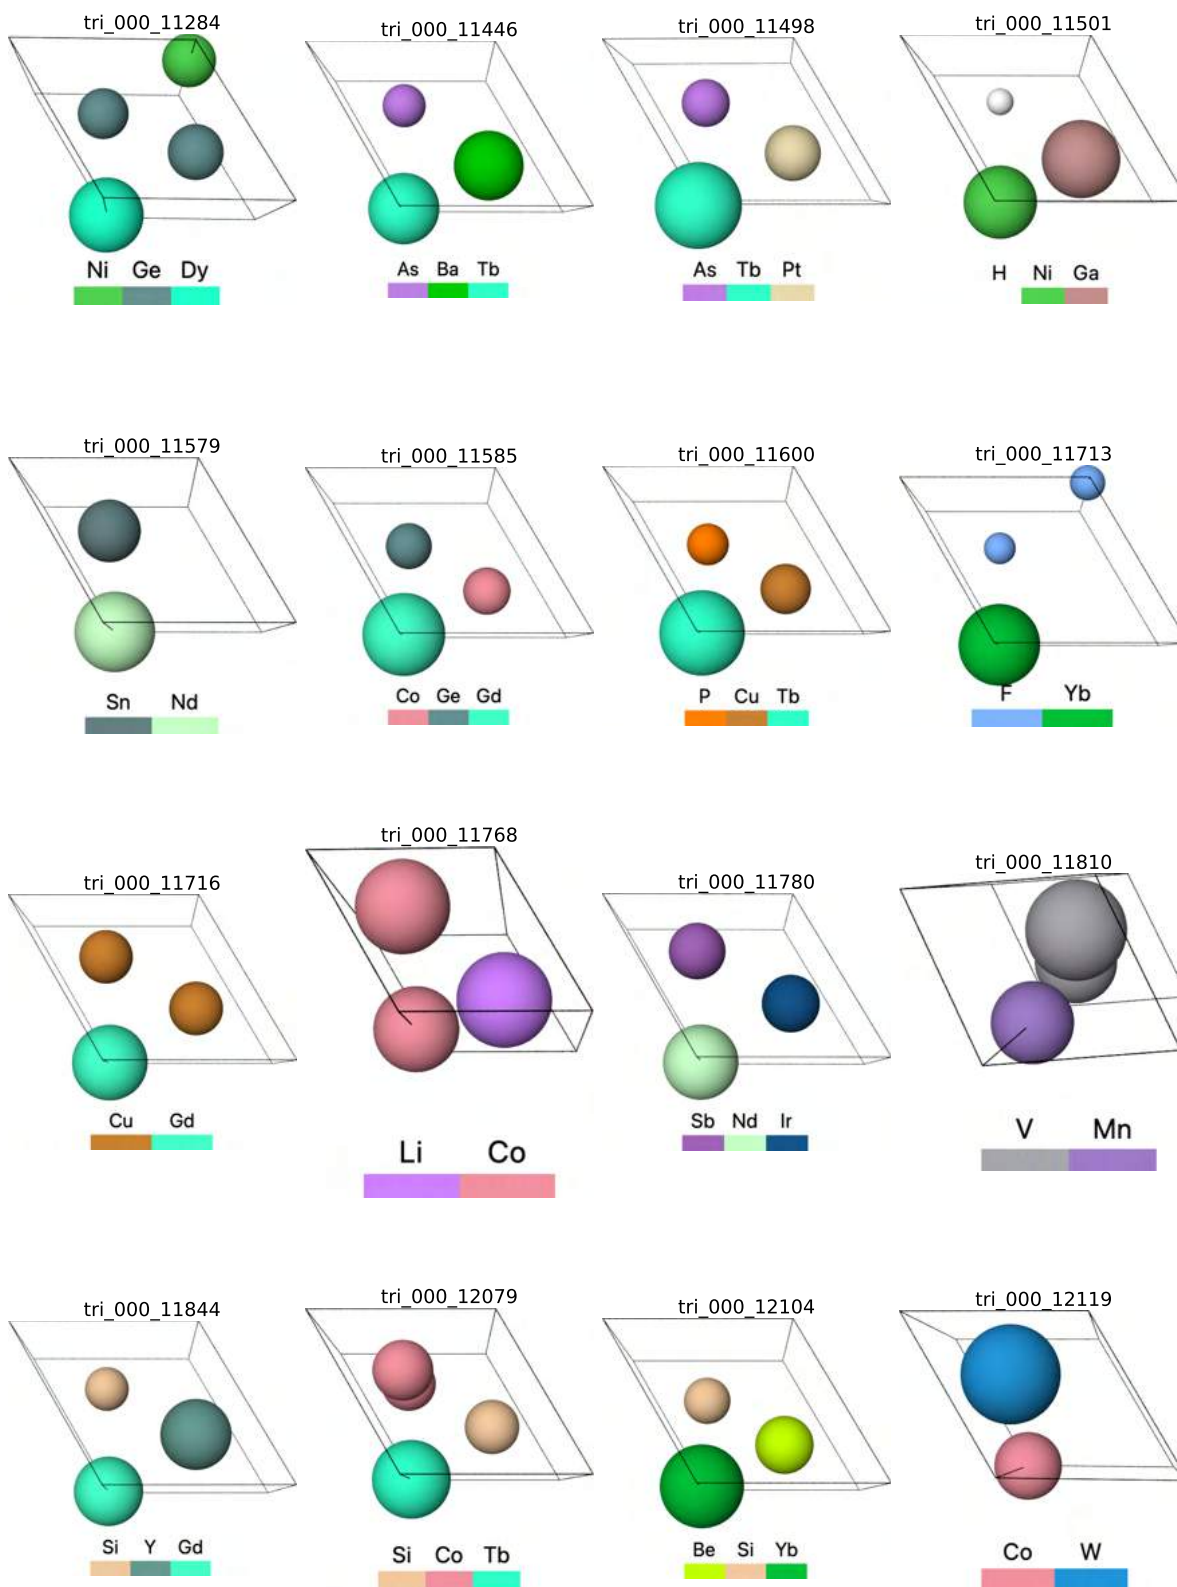 tri_000_11284
tri_000_11446
tri_000_11498
tri_000_11501
Ni Ge Dy
As Ba Tb
As Tb Pt
H Ni Ga
tri_000_11579
tri_000_11585
tri_000_11600
tri_000_11713
Sn Nd
Co Ge Gd
P Cu Tb
F Yb
tri_000_11716
tri_000_11768
tri_000_11780
tri_000_11810
Cu Gd
Li Co
Sb Nd Ir
V Mn
tri_000_11844
tri_000_12079
tri_000_12104
tri_000_12119
Si Y Gd
Si Co Tb
Be Si Yb
Co W